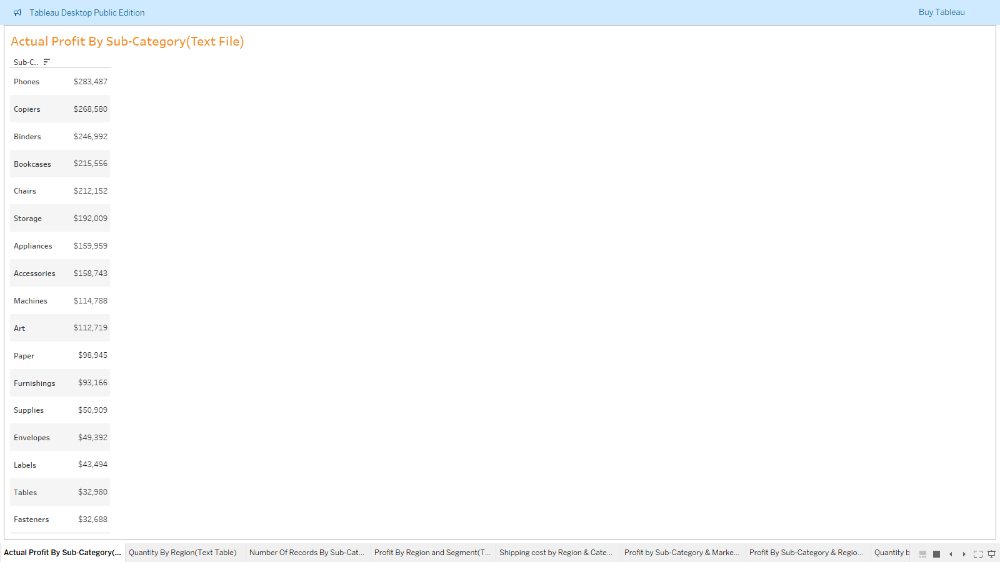 Tableau Desktop Public Edition
Buy Tableau
Actual Profit By Sub-Category(Text File)
Sub-C..
Phones $283,487
Copiers $268,580
Binders $246,992
Bookcases $215,556
Chairs $212,152
Storage $192,009
Appliances $159,959
Accessories $158,743
Machines $114,788
Art $112,719
Paper $98,945
Furnishings $93,166
Supplies $50,909
Envelopes $49,392
Labels $43,494
Tables $32,980
Fasteners $32,688
Actual Profit By Sub-Category(... Quantity By Region(Text Table) Number Of Records By Sub-Cat... Profit By Region and Segment(T... Shipping cost by Region & Cate... Profit by Sub-Category & Marke... Profit By Sub-Category & Regio... Quantity b